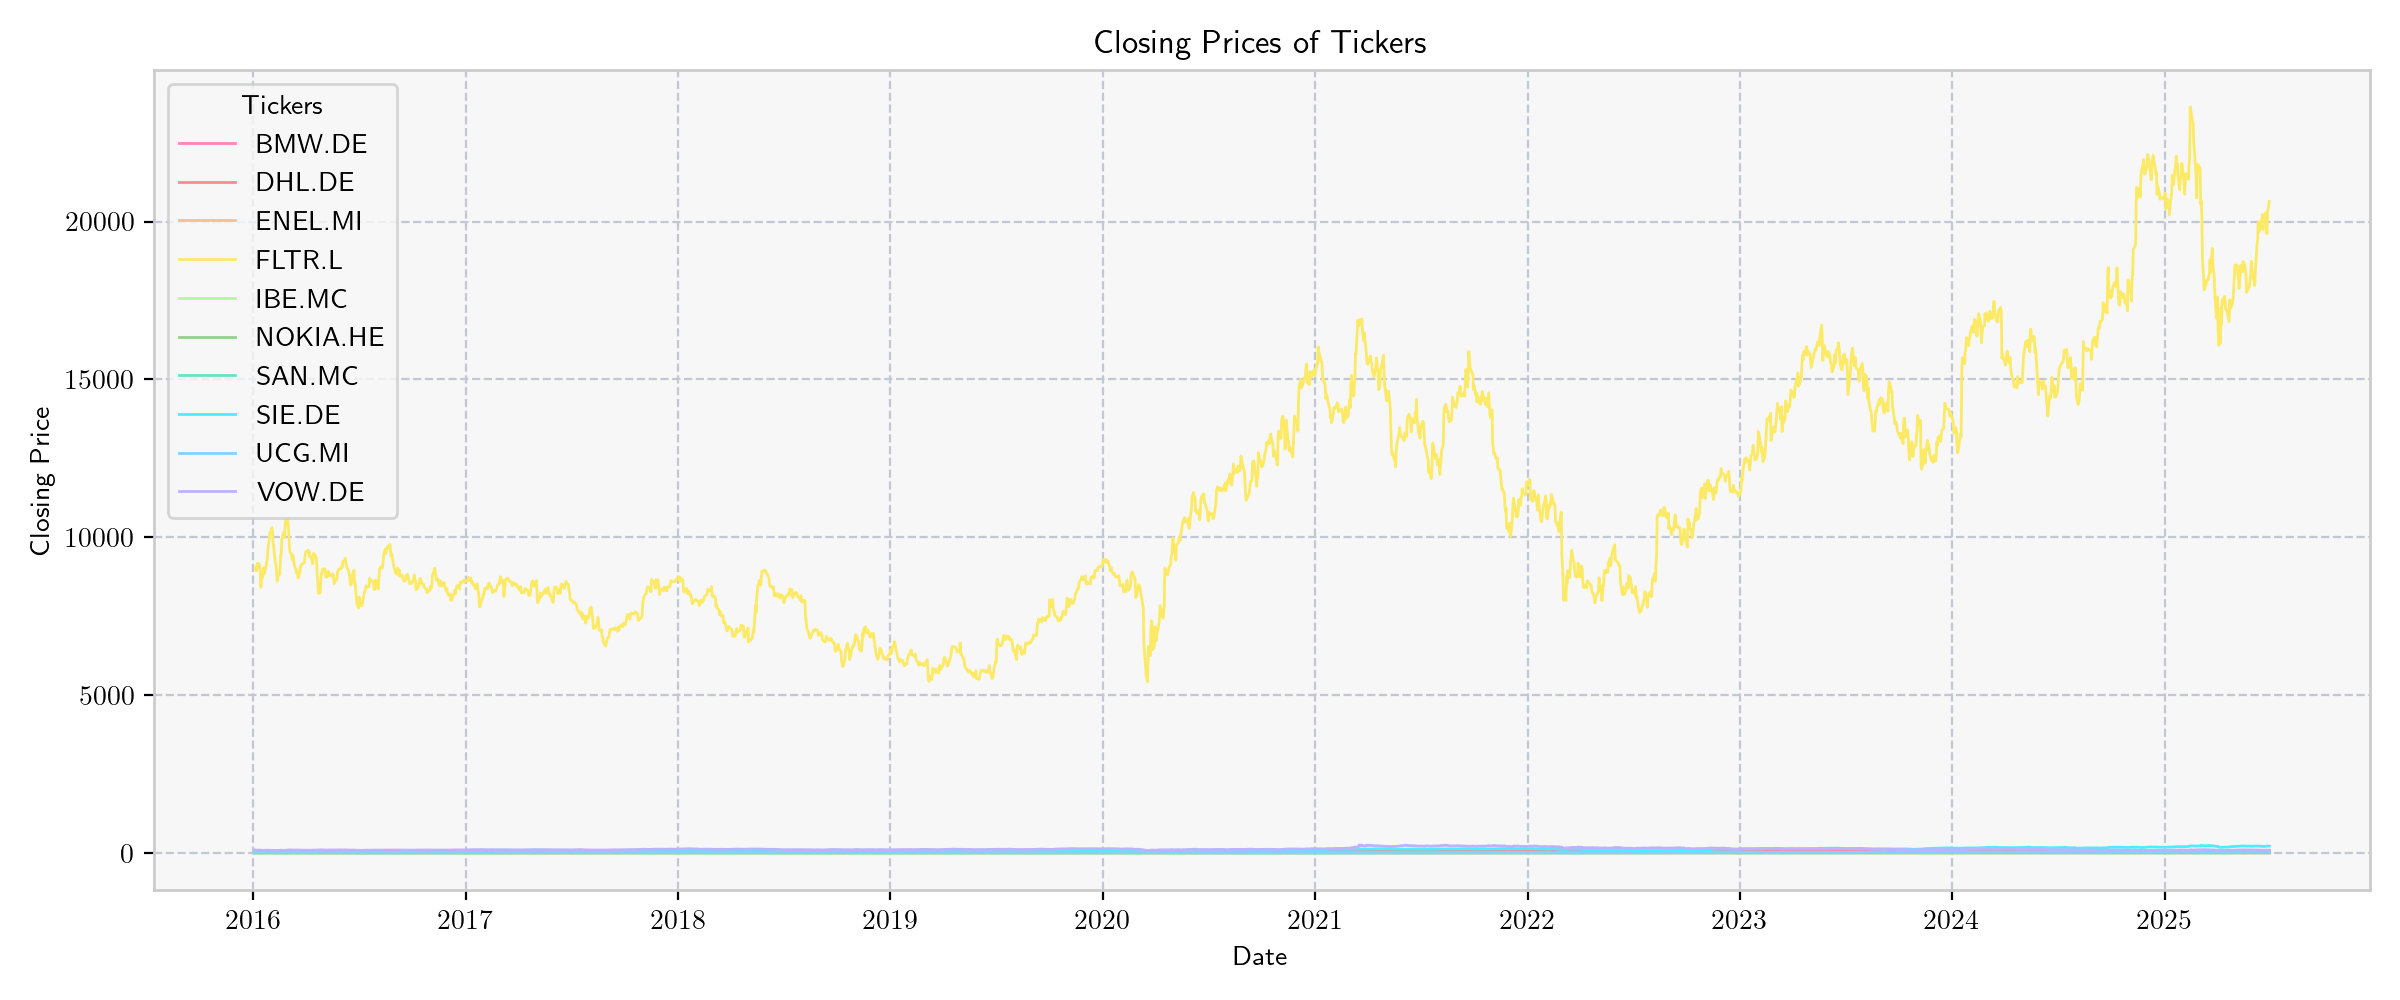 Closing Prices of Tickers
Tickers
BMW.DE
DHL.DE
ENEL.MI
FLTR.L
IBE.MC
NOKIA.HE
SAN.MC
SIE.DE
UCG.MI
VOW.DE
Closing Price
20000
15000
10000
5000
0
2016 2017 2018 2019 2020 2021 2022 2023 2024 2025
Date